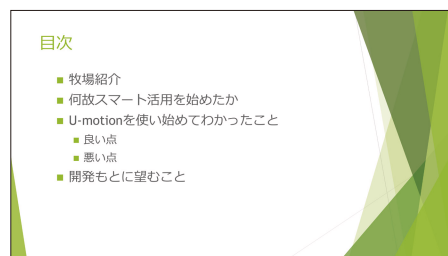 目次
牧場紹介
何故スマート活用を始めたか
U-motionを使い始めてわかったこと
良い点
悪い点
開発もとに望むこと